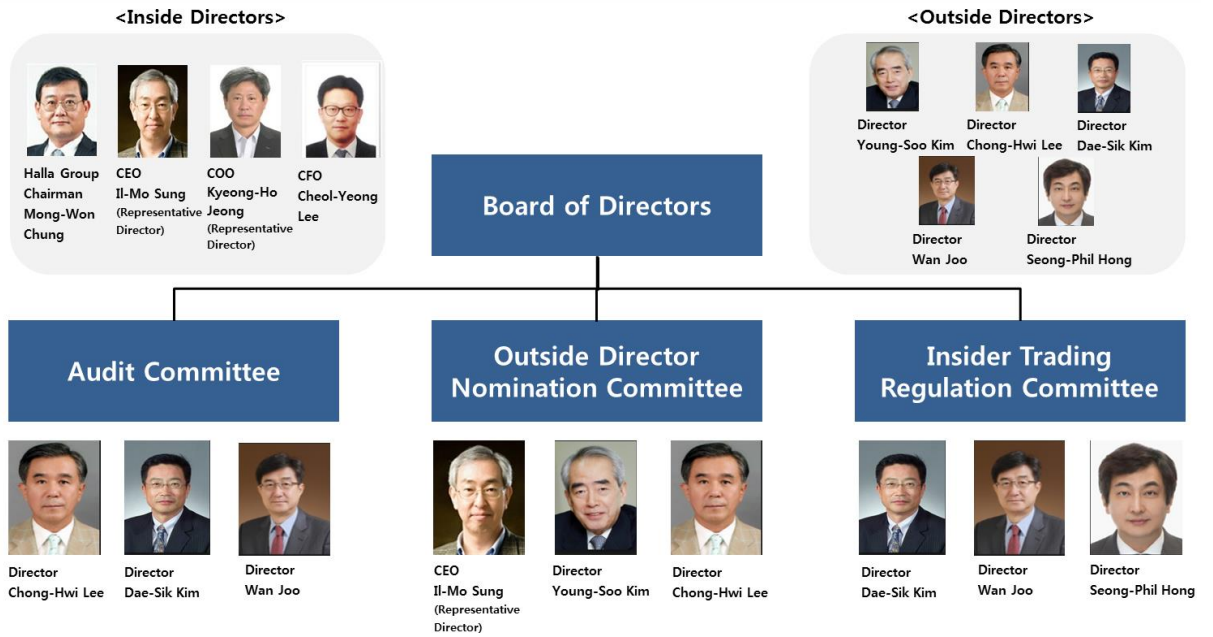 <Inside Directors>
Halla Group
Chairman
Mong-Won
Chung
CEO
Il-Mo Sung
(Representative
Director)
COO
Kyeong-Ho
Jeong
(Representative
Director)
CFO
Cheol-Yeong
Lee
Board of Directors
<Outside Directors>
Director
Young-Soo Kim
Director
Chong-Hwi Lee
Director
Dae-Sik Kim
Director
Wan Joo
Director
Seong-Phil Hong
Audit Committee
Director
Chong-Hwi Lee
Director
Dae-Sik Kim
Director
Wan Joo
Outside Director
Nomination Committee
CEO
Il-Mo Sung
(Representative
Director)
Director
Young-Soo Kim
Director
Chong-Hwi Lee
Insider Trading
Regulation Committee
Director
Dae-Sik Kim
Director
Wan Joo
Director
Seong-Phil Hong